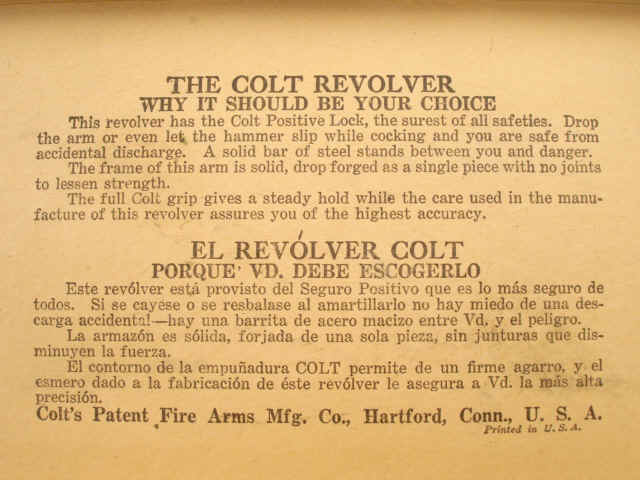 THE COLT REVOLVER
WHY IT SHOULD BE YOUR CHOICE
This revolver has the Colt Positive Lock, the surest of all safeties. Drop
the arm or even let the hammer slip while cocking and you are safe from
accidental discharge. A solid bar of steel stands between you and danger.
The frame of this arm is solid, drop forged as a single piece with no joints
to lessen strength.
The full Colt grip gives a steady hold while the care used in the manu-
facture of this revolver assures you of the highest accuracy.
EL REVÓLVER COLT
PORQUE' VD. DEBE ESCOGERLO
Este revólver está provisto del Seguro Positivo que es lo más seguro de
todos. Si se cayese o se resbalase al amartillarlo no hay miedo de una des-
carga accidental—hay una barrita de acero macizo entre Vd. y el peligro.
La armazón es sólida, forjada de una sola pieza, sin junturas que dis-
minuyen la fuerza.
El contorno de la empuñadura COLT permite de un firme agarro, y el
esmero dado a la fabricación de éste revólver le asegura a Vd. la más alta
precisión.
Colt's Patent Fire Arms Mfg. Co., Hartford, Conn., U. S. A.
Printed in U. S. A.